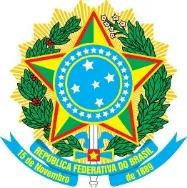 REPUBLICA FEDERATIVA DO BRASIL
15 de Novembro
de 1889